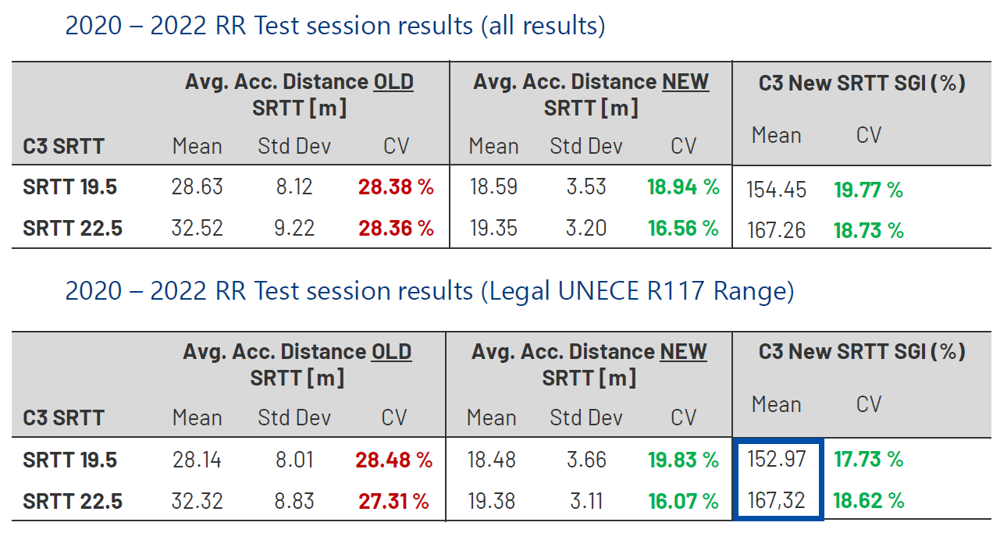 2020 – 2022 RR Test session results (all results)
Avg. Acc. Distance OLD SRTT [m] Avg. Acc. Distance NEW SRTT [m] C3 New SRTT SGI (%)
C3 SRTT Mean Std Dev CV Mean Std Dev CV Mean CV
SRTT 19.5 28.63 8.12 28.38 % 18.59 3.53 18.94 % 154.45 19.77 %
SRTT 22.5 32.52 9.22 28.36 % 19.35 3.20 16.56 % 167.26 18.73 %
2020 – 2022 RR Test session results (Legal UNECE R117 Range)
Avg. Acc. Distance OLD SRTT [m] Avg. Acc. Distance NEW SRTT [m] C3 New SRTT SGI (%)
C3 SRTT Mean Std Dev CV Mean Std Dev CV Mean CV
SRTT 19.5 28.14 8.01 28.48 % 18.48 3.66 19.83 % 152.97 17.73 %
SRTT 22.5 32.32 8.83 27.31 % 19.38 3.11 16.07 % 167,32 18.62 %